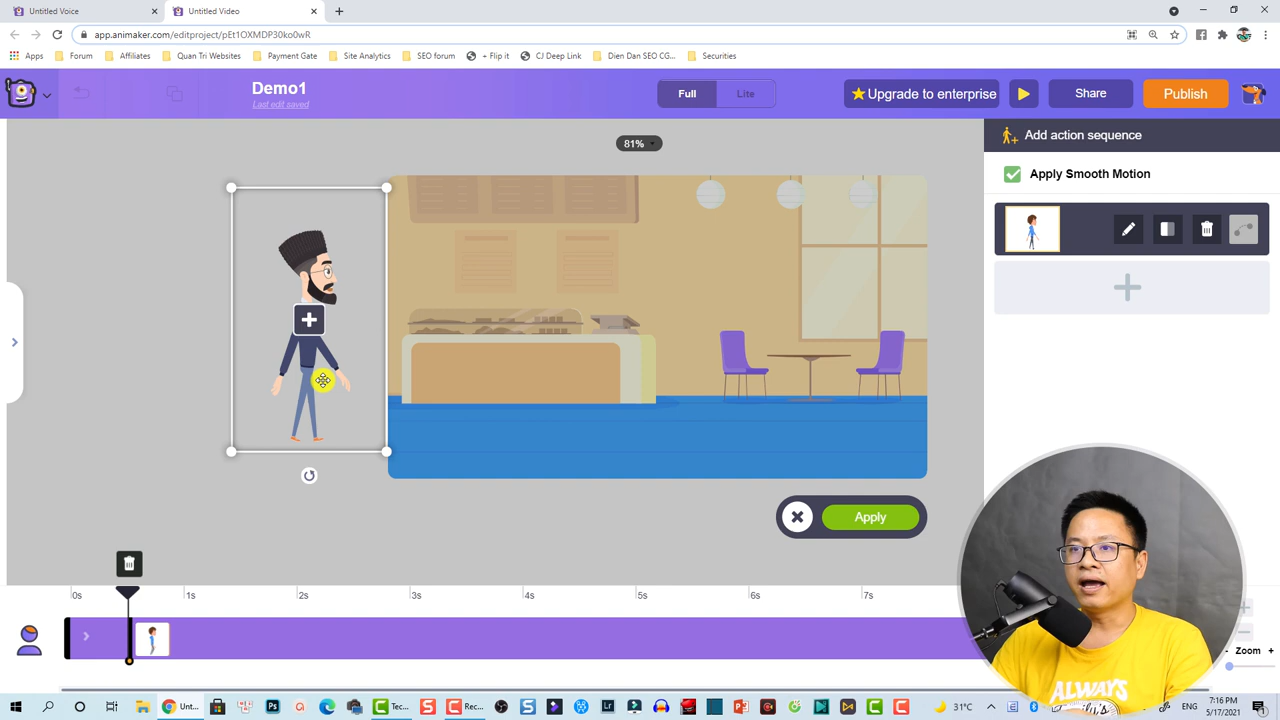 Untitled Voice
Untitled Video
app.animaker.com/editproject/pEt1OXMDP30ko0wR
Apps
Forum
Affiliates
Quan Tri Websites
Payment Gate
Site Analytics
SEO forum
+ Flip it
CJ Deep Link
Dien Dan SEO CG...
Securities
Demo1
Last edit saved
Full
Lite
Upgrade to enterprise
Share
Publish
81%
Add action sequence
Apply Smooth Motion
Apply
0s
1s
2s
3s
4s
5s
6s
7s
- Zoom +
ALWAYS
Unt...
Tec...
Rec...
31°C
ENG
7:16 PM
5/17/2021